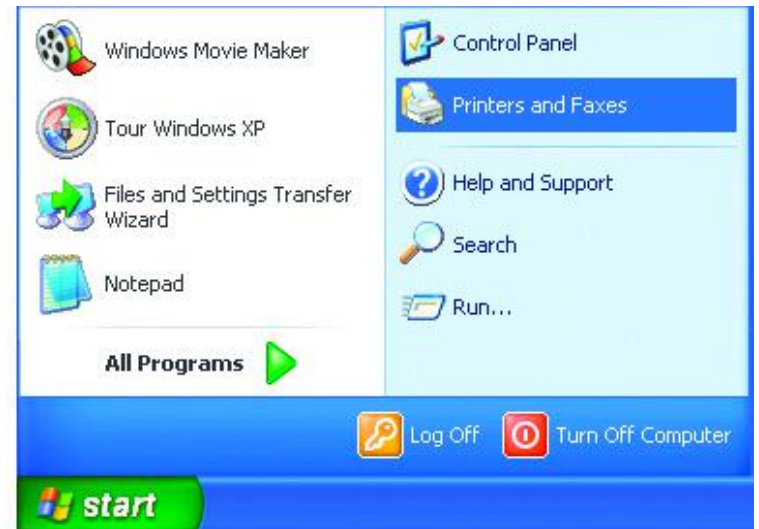 Windows Movie Maker
Tour Windows XP
Files and Settings Transfer
Wizard
Notepad
All Programs
Control Panel
Printers and Faxes
Help and Support
Search
Run...
Log Off
Turn Off Computer
start